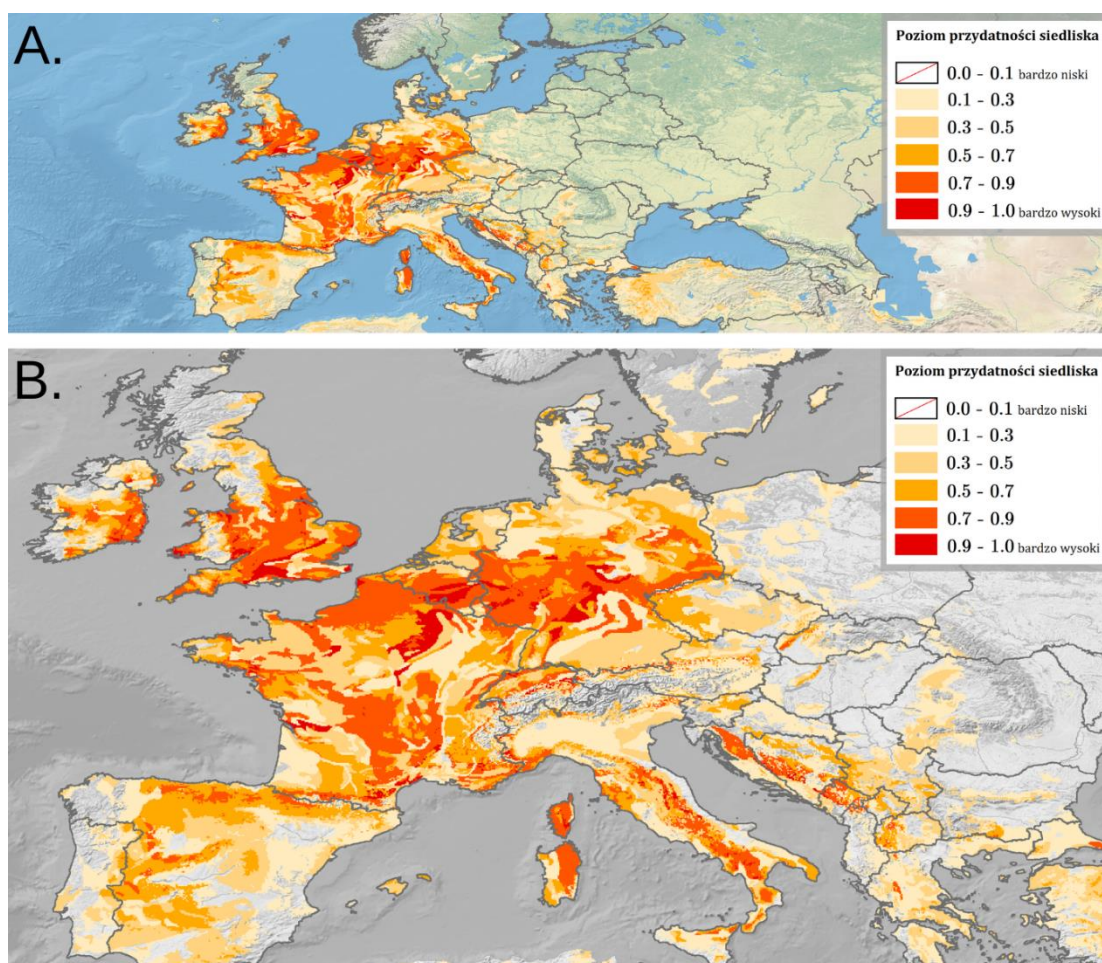 A.
Poziom przydatności siedliska
0.0 - 0.1 bardzo niski
0.1 - 0.3
0.3 - 0.5
0.5 - 0.7
0.7 - 0.9
0.9 - 1.0 bardzo wysoki
B.
Poziom przydatności siedliska
0.0 - 0.1 bardzo niski
0.1 - 0.3
0.3 - 0.5
0.5 - 0.7
0.7 - 0.9
0.9 - 1.0 bardzo wysoki